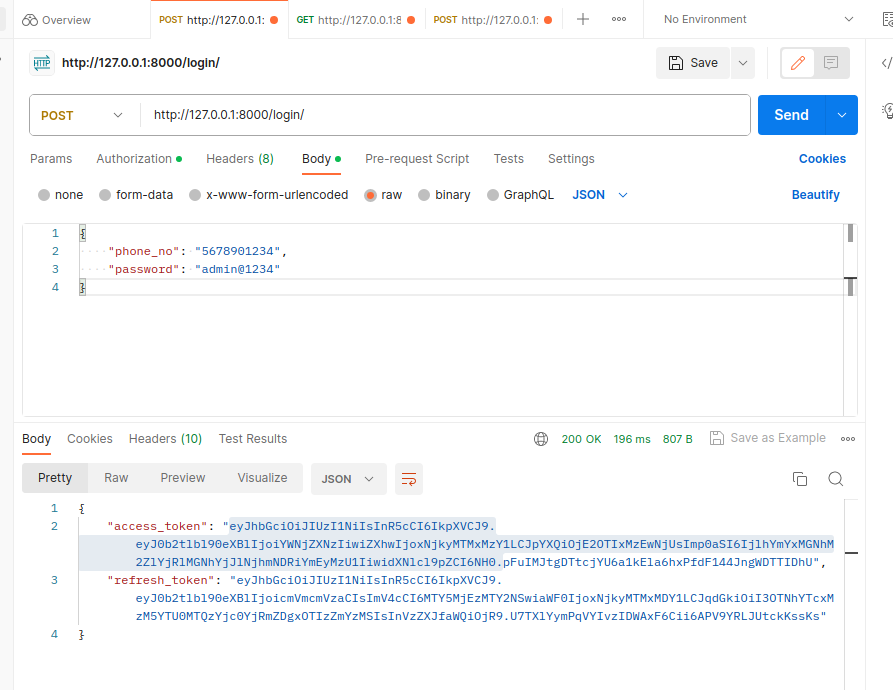 Overview
POST http://127.0.0.1:
GET http://127.0.0.1:8
POST http://127.0.0.1:
No Environment
HTTP http://127.0.0.1:8000/login/
Save
POST http://127.0.0.1:8000/login/
Send
Params Authorization Headers (8) Body Pre-request Script Tests Settings Cookies
none form-data x-www-form-urlencoded raw binary GraphQL JSON Beautify
1 {
2 "phone_no": "5678901234",
3 "password": "admin@1234"
4 }
Body Cookies Headers (10) Test Results 200 OK 196 ms 807 B Save as Example
Pretty Raw Preview Visualize JSON
1 {
2 "access_token": "eyJhbGciOiJIUzI1NiIsInR5cCI6IkpXVCJ9.
eyJ0b2tlbl90eXBlIjoiYWNjZXNzIiwiZXhwIjoxNjkyMTMxMzY1LCJpYXQiOjE2OTIxMzEwNjUsImp0aSI6IjlhYmYxMGNhM
2ZlYjRlMGNhYjJlNjhmNDRiYmEyMzU1IiwidXNlcl9pZCI6NH0.pFuIMJtgDTtcjYU6a1kEla6hxPfdF144JngWDTTIDhU",
3 "refresh_token": "eyJhbGciOiJIUzI1NiIsInR5cCI6IkpXVCJ9.
eyJ0b2tlbl90eXBlIjoicmVmcmVzaCIsImV4cCI6MTY5MjEzMTY2NSwiaWF0IjoxNjkyMTMxMDY1LCJqdGkiOiI3OTNhYTcxM
mM5YTU0MTQzYjc0YjRmZDgxOTIzZmYzMSIsInVzZXJfaWQiOjR9.U7TXlYymPqVYIvzIDWAxF6Cii6APV9YRLJUtckKssKs"
4 }